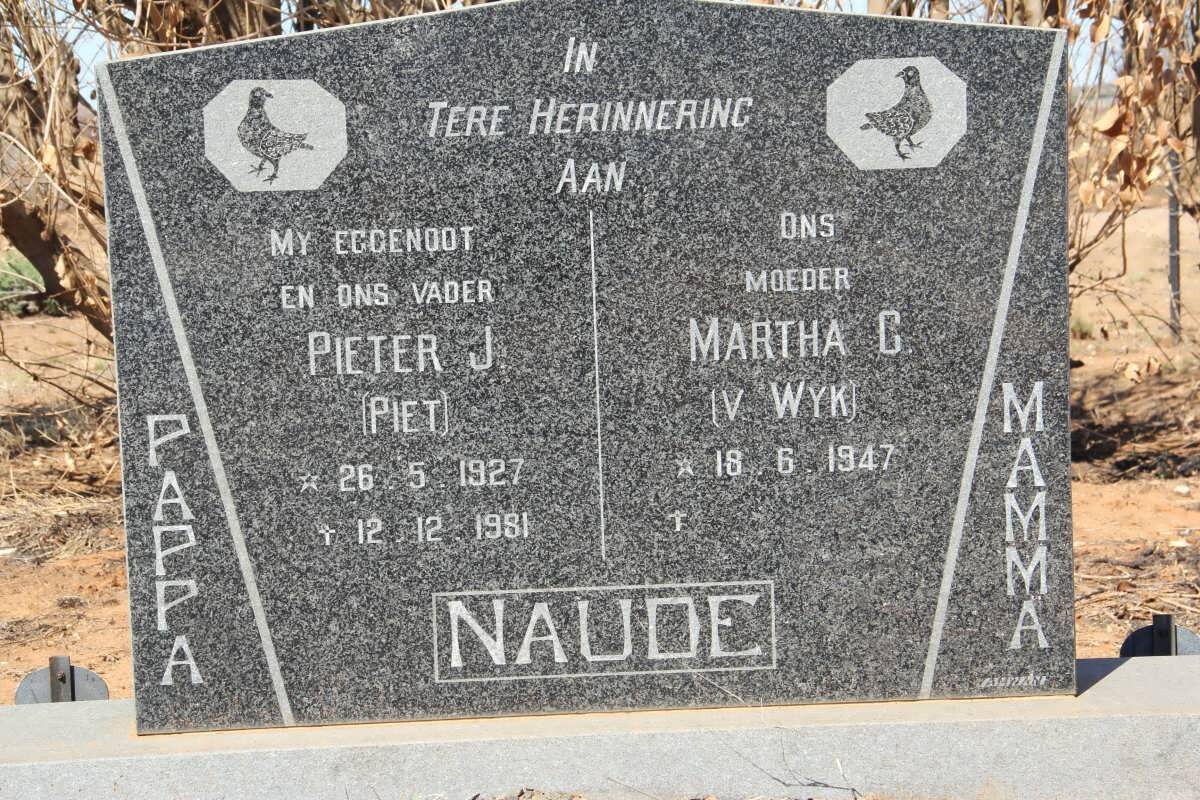 IN
TERE HERINNERING
AAN
MY EGGENOOT
EN ONS VADER
PIETER J.
(PIET)
☆ 26.5.1927
† 12.12.1981
ONS
MOEDER
MARTHA C.
(V WYK)
☆ 18.6.1947
†
PAPPA
MAMMA
NAUDE